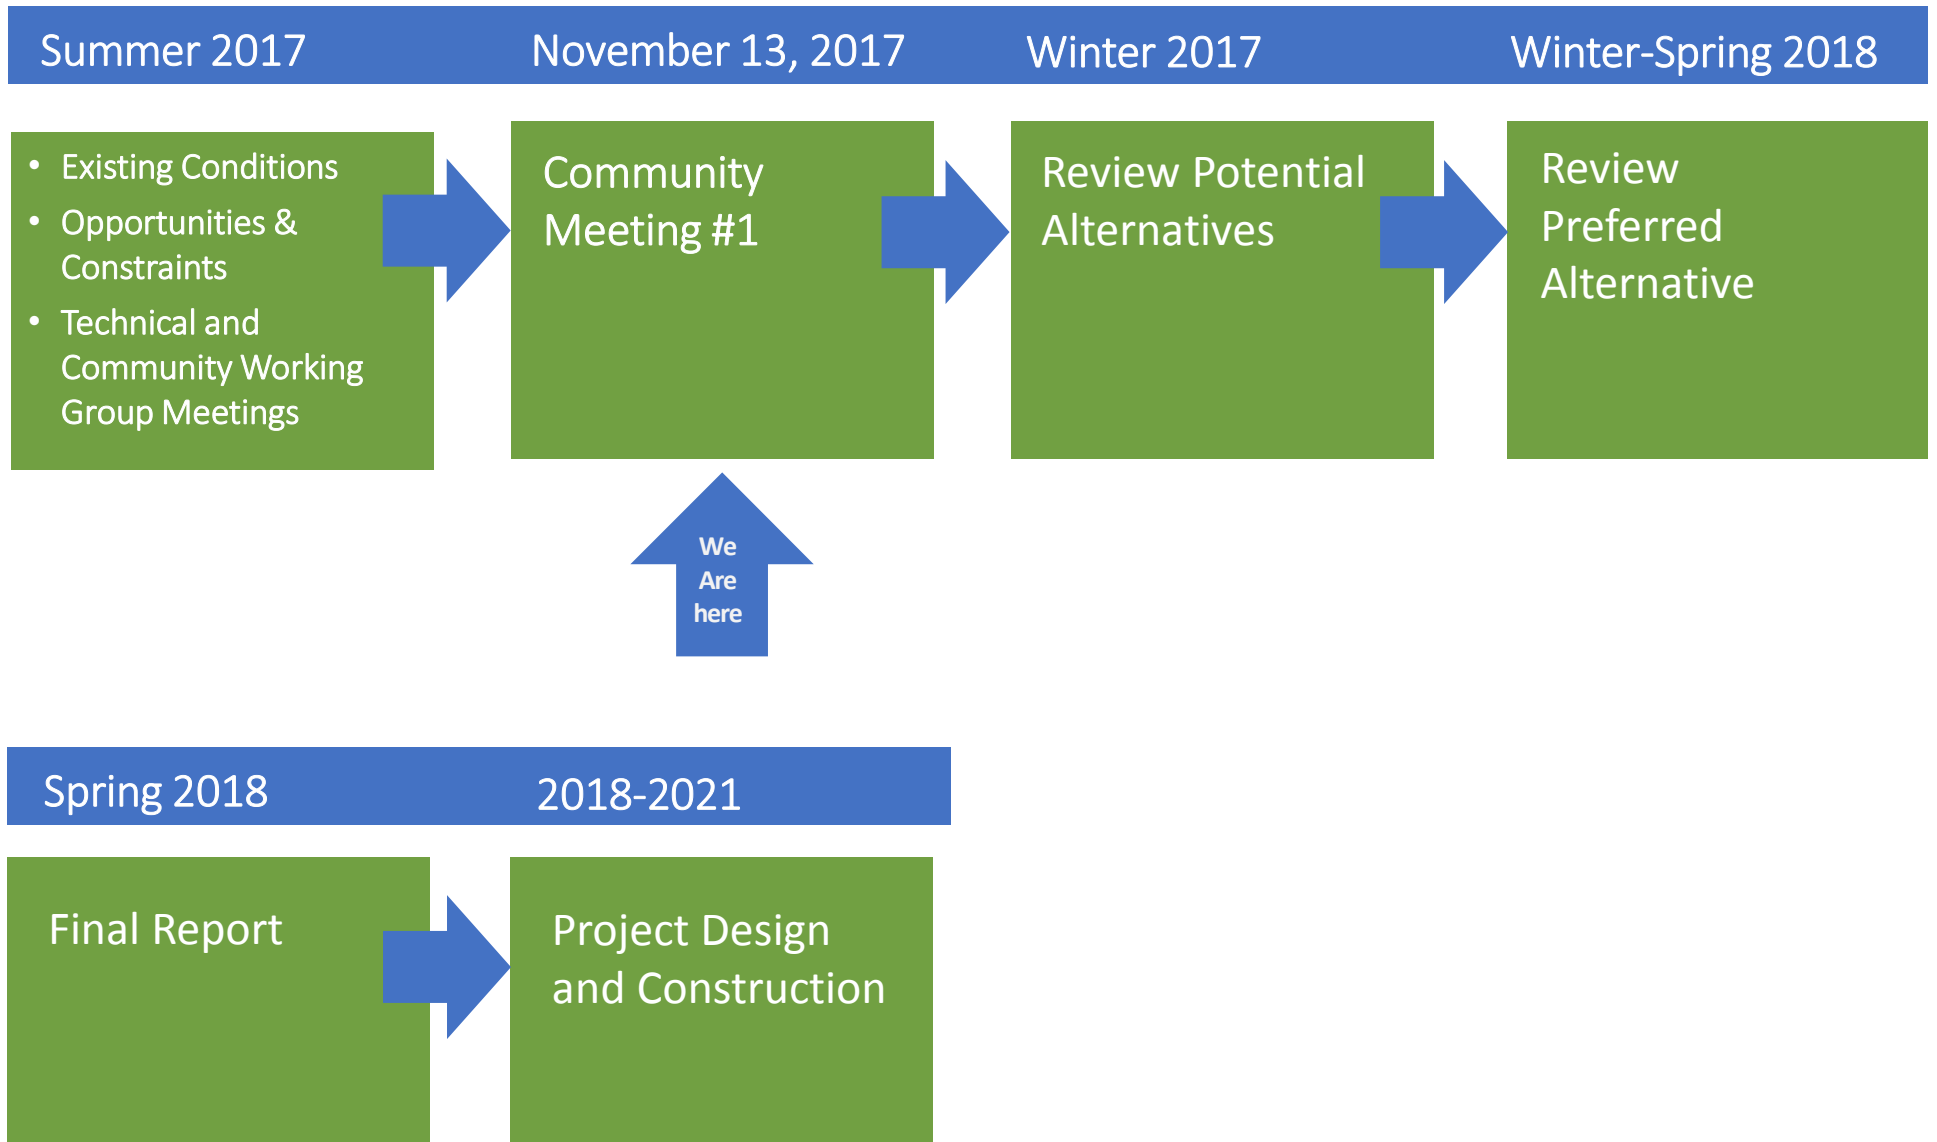 Summer 2017
November 13, 2017
Winter 2017
Winter-Spring 2018
• Existing Conditions
• Opportunities &
Constraints
• Technical and
Community Working
Group Meetings
Community
Meeting #1
Review Potential
Alternatives
Review
Preferred
Alternative
We
Are
here
Spring 2018
2018-2021
Final Report
Project Design
and Construction